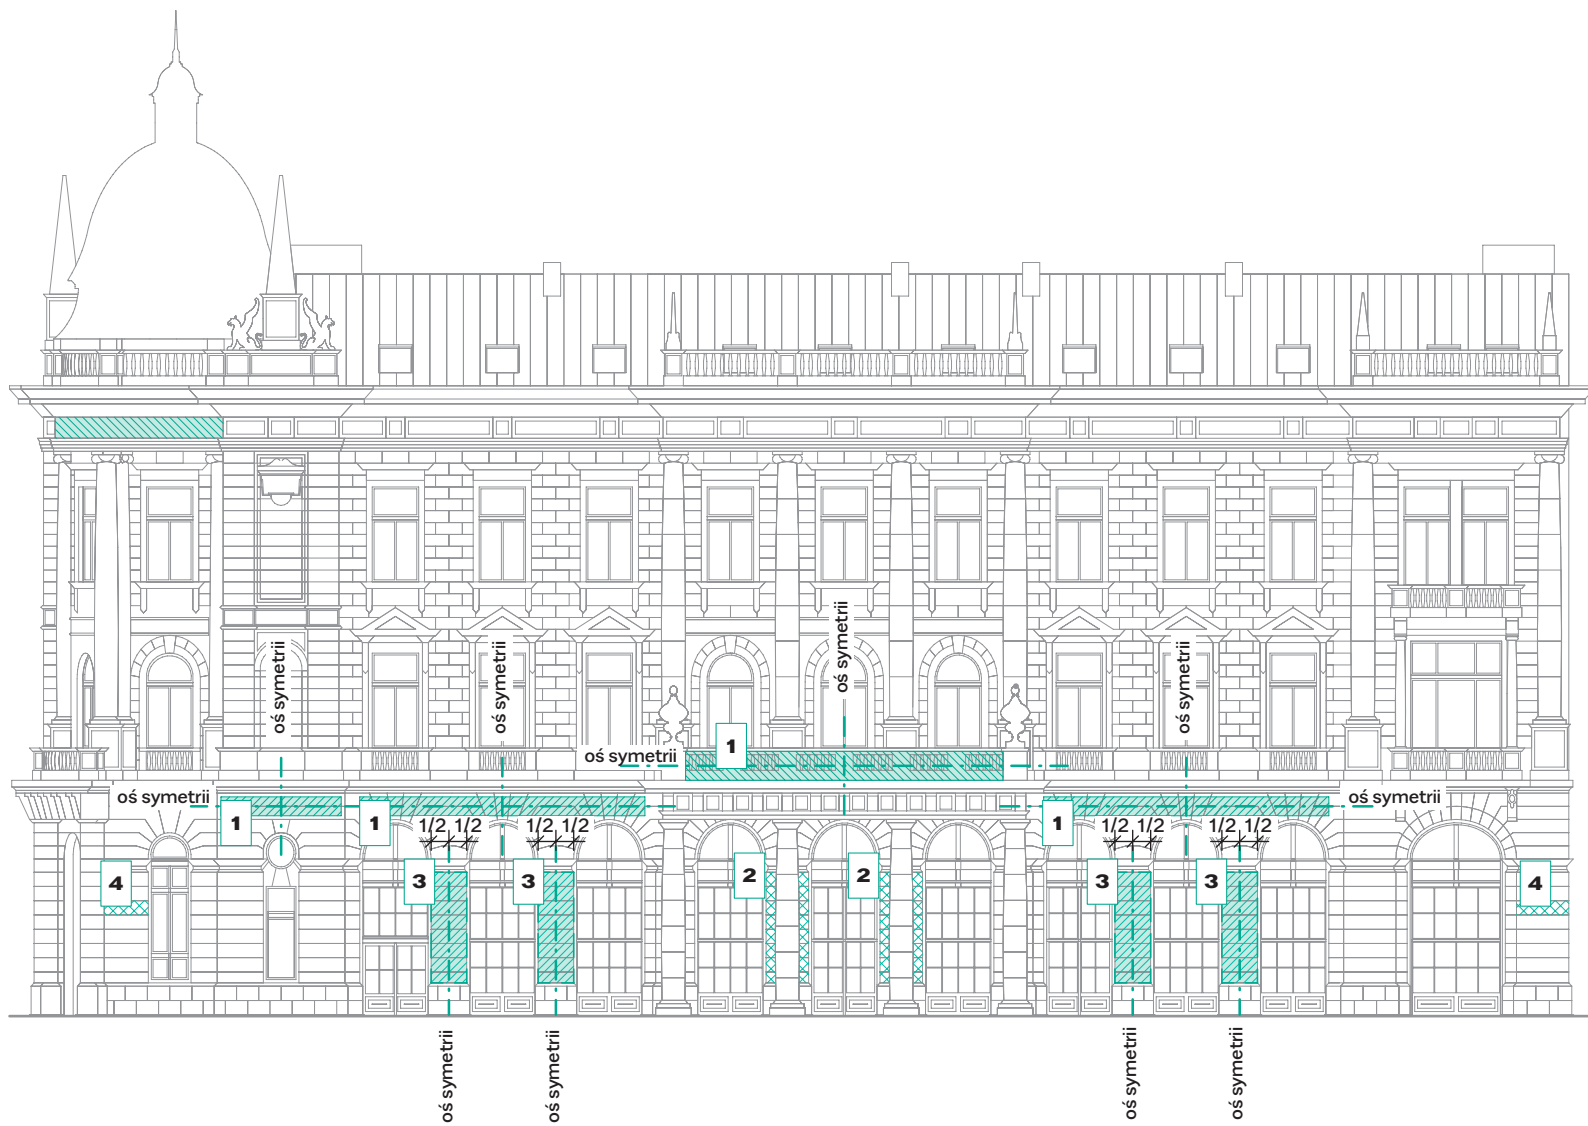 oś symetrii
oś symetrii
oś symetrii
oś symetrii
oś symetrii
1
oś symetrii
oś symetrii
1
1
1
1/2 1/2
1/2 1/2
1/2 1/2
1/2 1/2
4
3
3
2
2
3
3
4
oś symetrii
oś symetrii
oś symetrii
oś symetrii